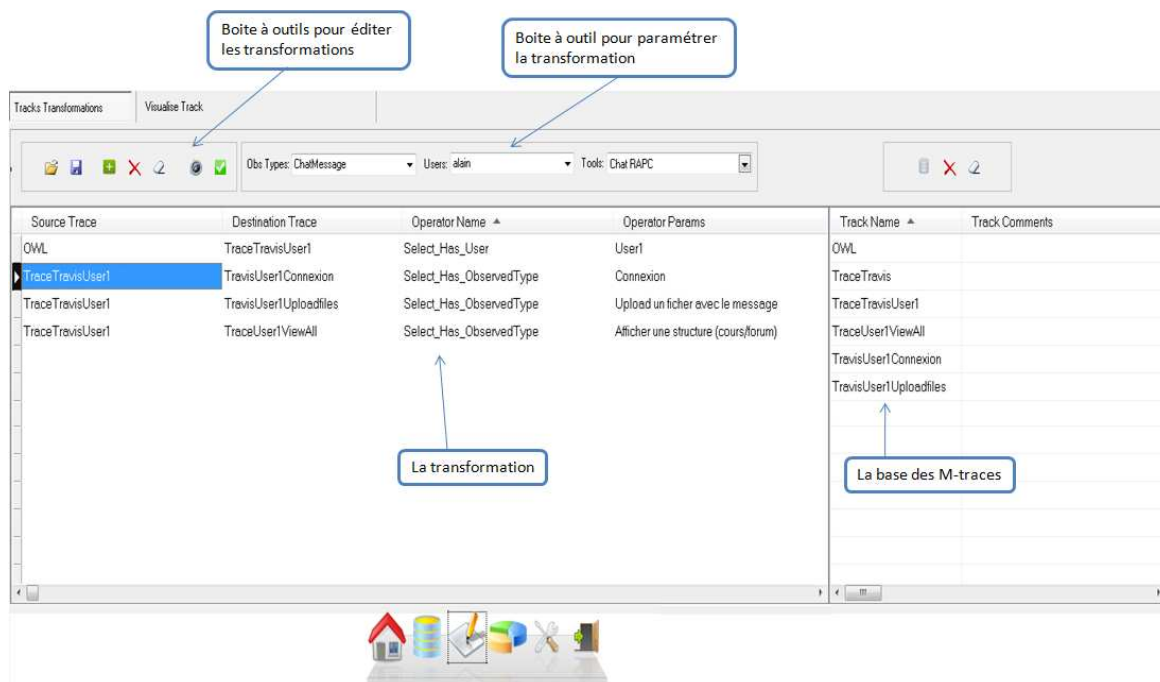 Boite à outils pour éditer
les transformations
Boite à outil pour paramétrer
la transformation
Tracks Transformations
Visualise Track
Obs Types: ChatMessage
Users: alain
Tools: Chat RAPC
Source Trace Destination Trace Operator Name Operator Params
OWL TraceTravisUser1 Select_Has_User User1
TraceTravisUser1 TravisUser1Connexion Select_Has_ObservedType Connexion
TraceTravisUser1 TravisUser1Uploadfiles Select_Has_ObservedType Upload un ficher avec le message
TraceTravisUser1 TraceUser1ViewAll Select_Has_ObservedType Afficher une structure (cours/forum)
La transformation
Track Name Track Comments
OWL
TraceTravis
TraceTravisUser1
TraceUser1ViewAll
TravisUser1Connexion
TravisUser1Uploadfiles
La base des M-traces